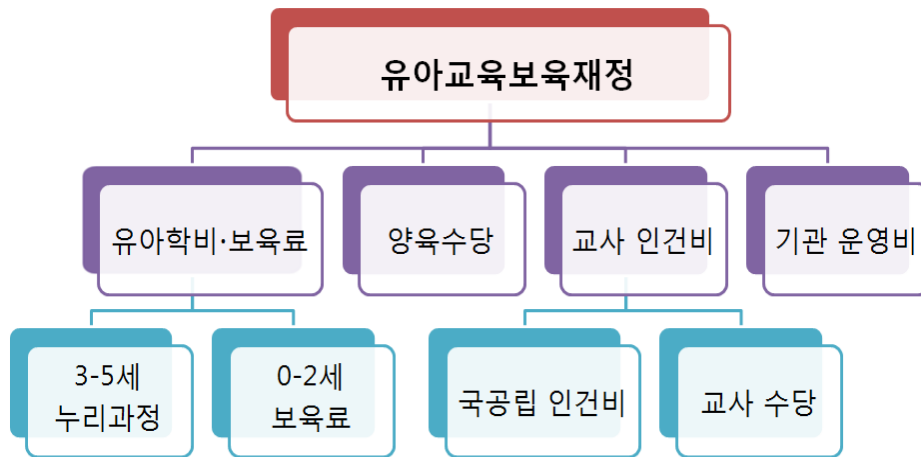 유아교육보육재정
유아학비·보육료
양육수당
교사 인건비
기관 운영비
3-5세
누리과정
0-2세
보육료
국공립 인건비
교사 수당